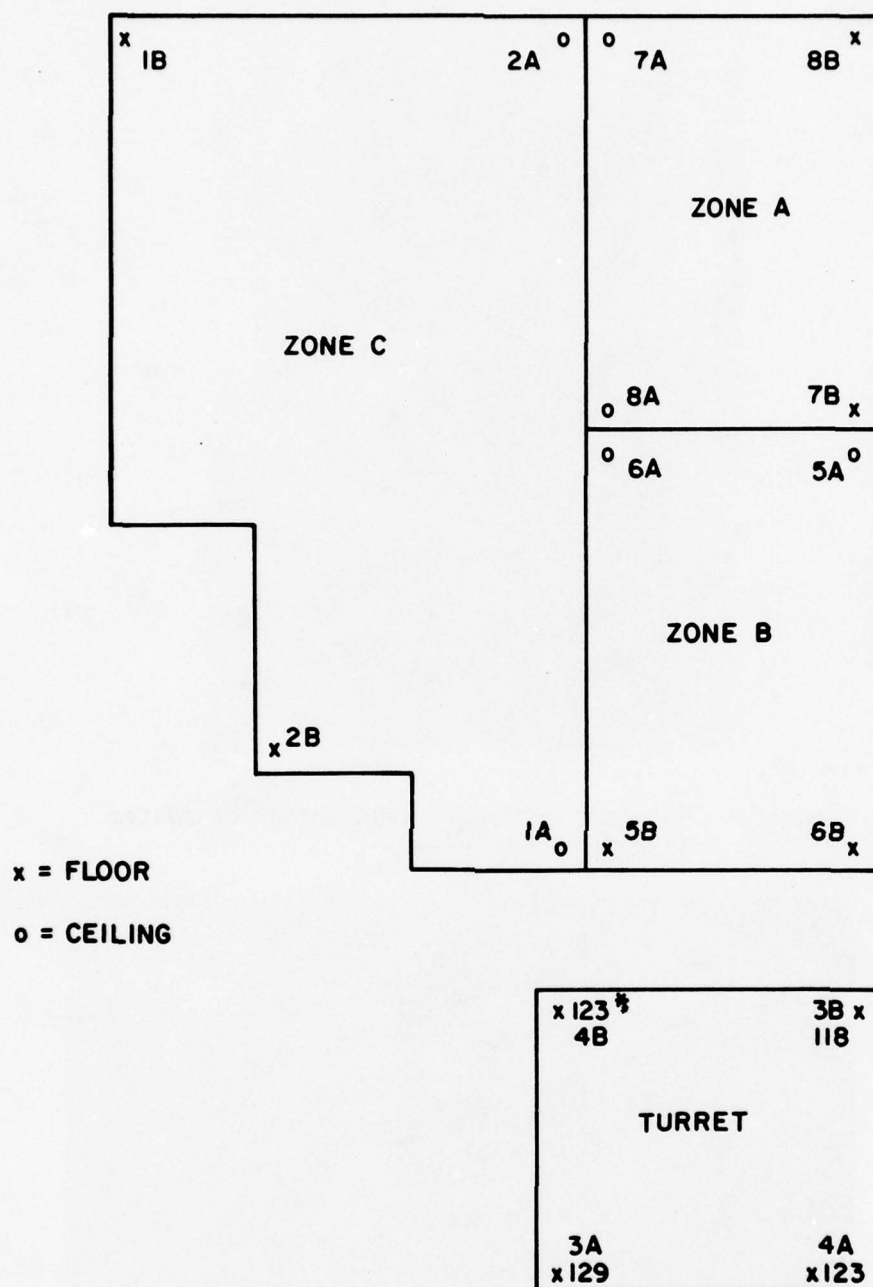 x o o x
1B 2A 7A 8B
ZONE A
ZONE C
o 8A 7B x
o 6A 5A o
ZONE B
x 2B
1A o x 5B 6B x
x = FLOOR
o = CEILING
x 123* 3B x
4B 118
TURRET
3A 4A
x 129 x 123